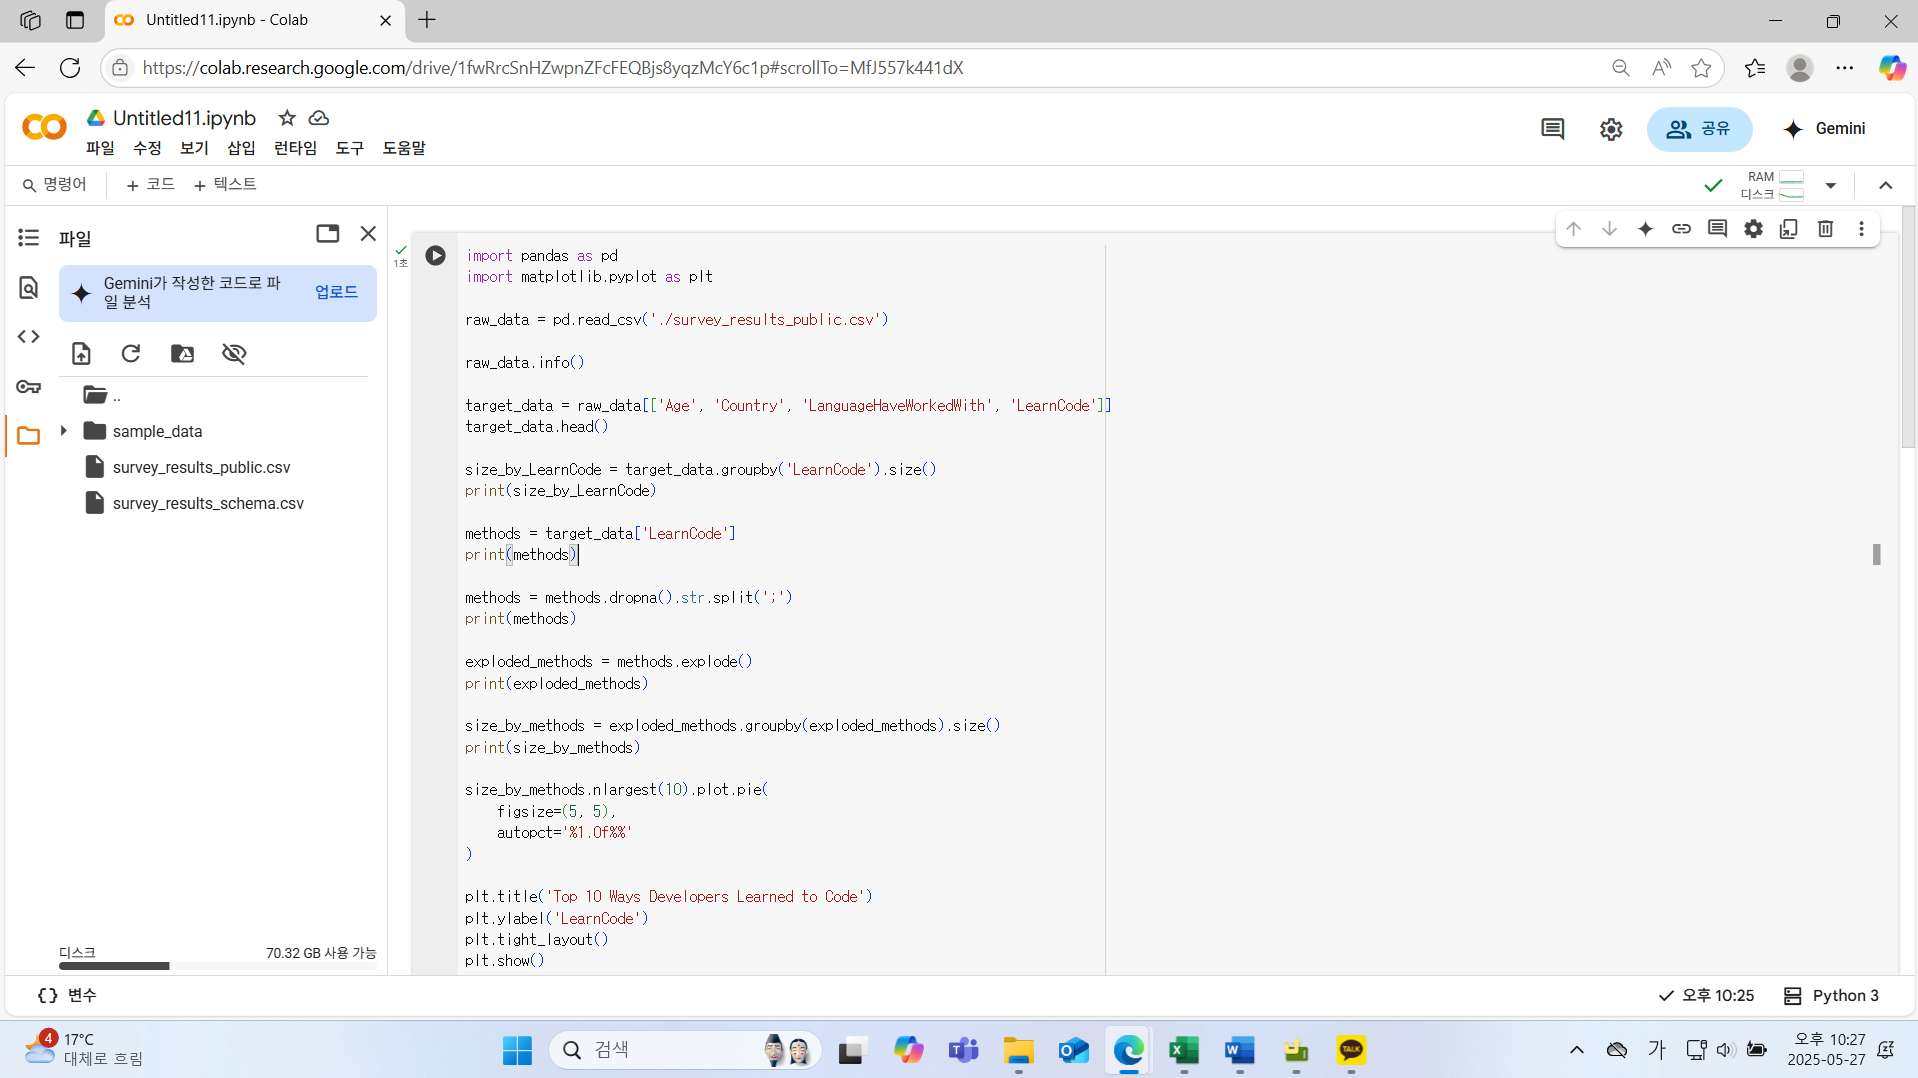 Untitled11.ipynb - Colab
https://colab.research.google.com/drive/1fwRrcSnHZwpnZFcFEQBjs8yqzMcY6c1p#scrollTo=MfJ557k441dX
Untitled11.ipynb
파일 수정 보기 삽입 런타임 도구 도움말
공유
Gemini
명령어
+ 코드 + 텍스트
RAM
디스크
파일
Gemini가 작성한 코드로 파
일 분석
업로드
..
sample_data
survey_results_public.csv
survey_results_schema.csv
디스크 70.32 GB 사용 가능
1초
import pandas as pd
import matplotlib.pyplot as plt
raw_data = pd.read_csv('./survey_results_public.csv')
raw_data.info()
target_data = raw_data[['Age', 'Country', 'LanguageHaveWorkedWith', 'LearnCode']]
target_data.head()
size_by_LearnCode = target_data.groupby('LearnCode').size()
print(size_by_LearnCode)
methods = target_data['LearnCode']
print(methods)
methods = methods.dropna().str.split(';')
print(methods)
exploded_methods = methods.explode()
print(exploded_methods)
size_by_methods = exploded_methods.groupby(exploded_methods).size()
print(size_by_methods)
size_by_methods.nlargest(10).plot.pie(
    figsize=(5, 5),
    autopct='%1.0f%%'
)
plt.title('Top 10 Ways Developers Learned to Code')
plt.ylabel('LearnCode')
plt.tight_layout()
plt.show()
{} 변수
오후 10:25
Python 3
4
17°C
대체로 흐림
검색
TALK
가
오후 10:27
2025-05-27